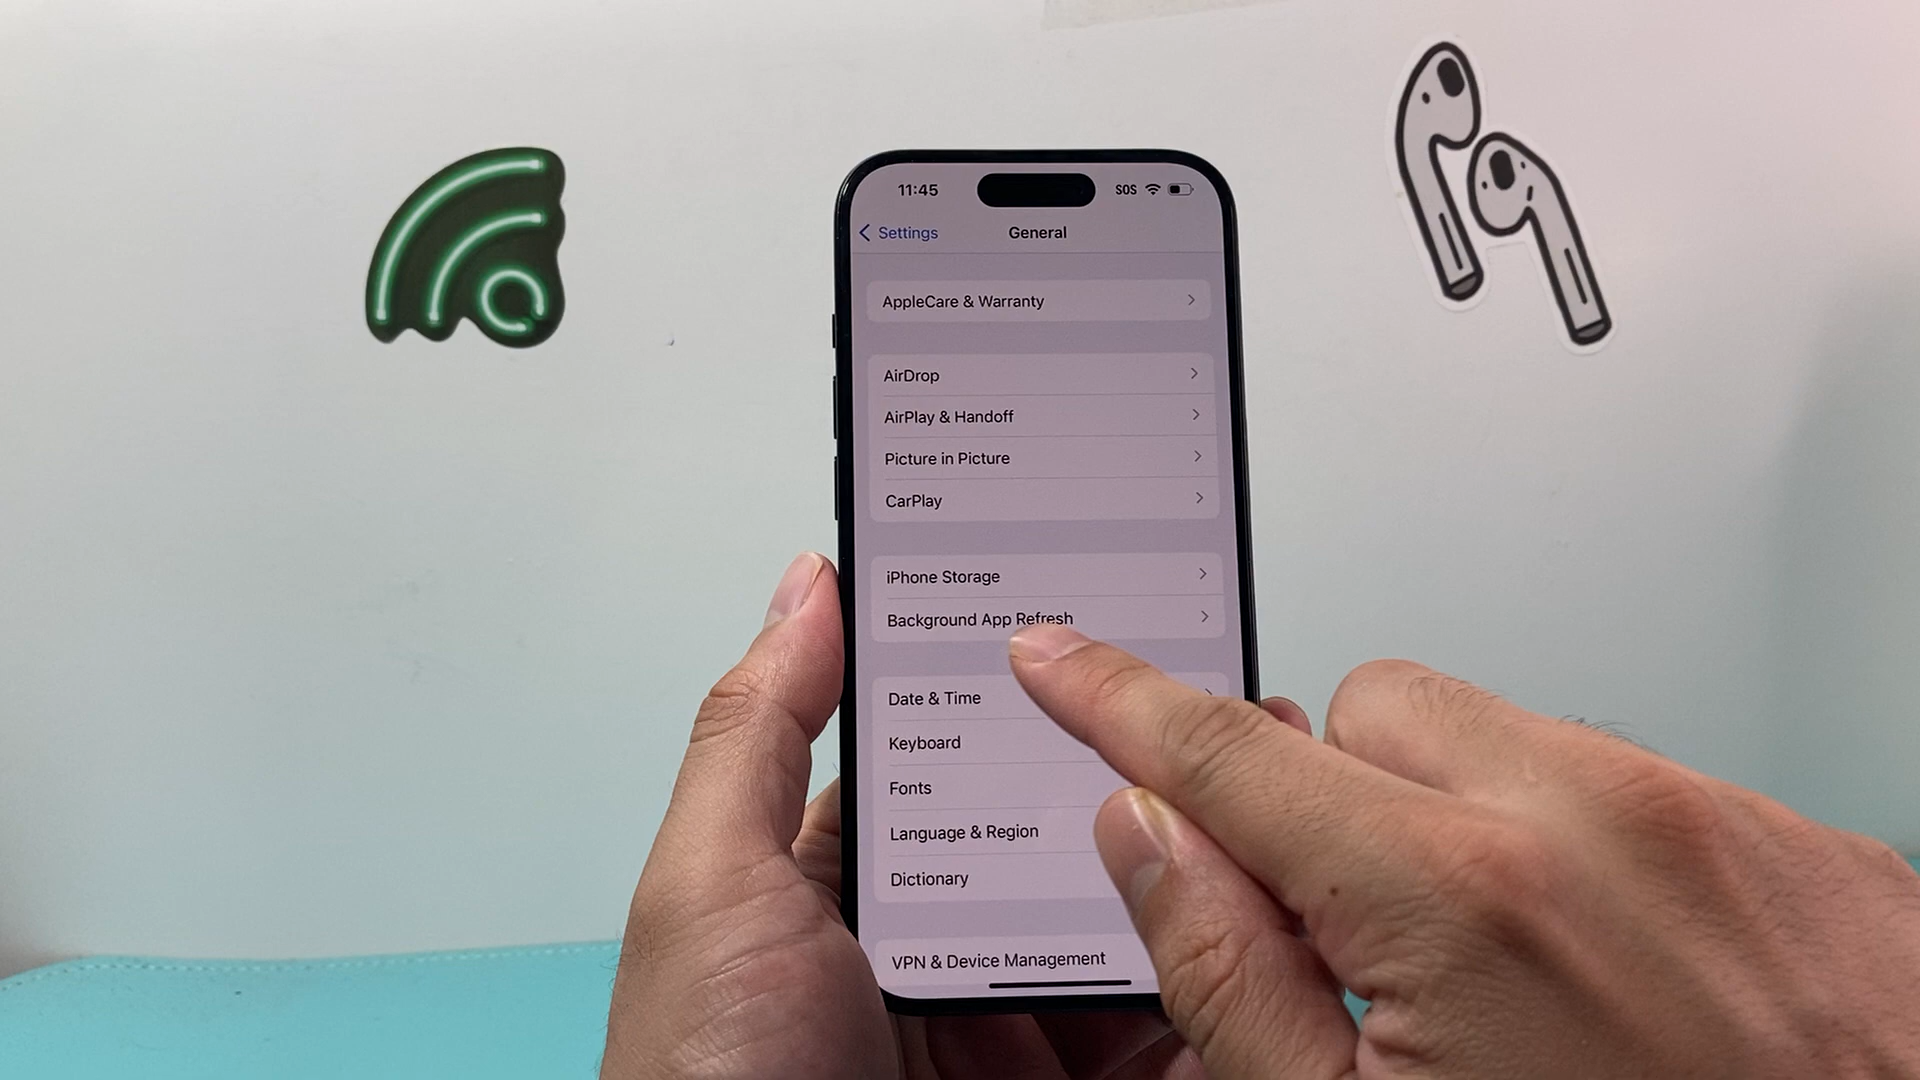 11:45 SOS
Settings General
AppleCare & Warranty
AirDrop
AirPlay & Handoff
Picture in Picture
CarPlay
iPhone Storage
Background App Refresh
Date & Time
Keyboard
Fonts
Language & Region
Dictionary
VPN & Device Management